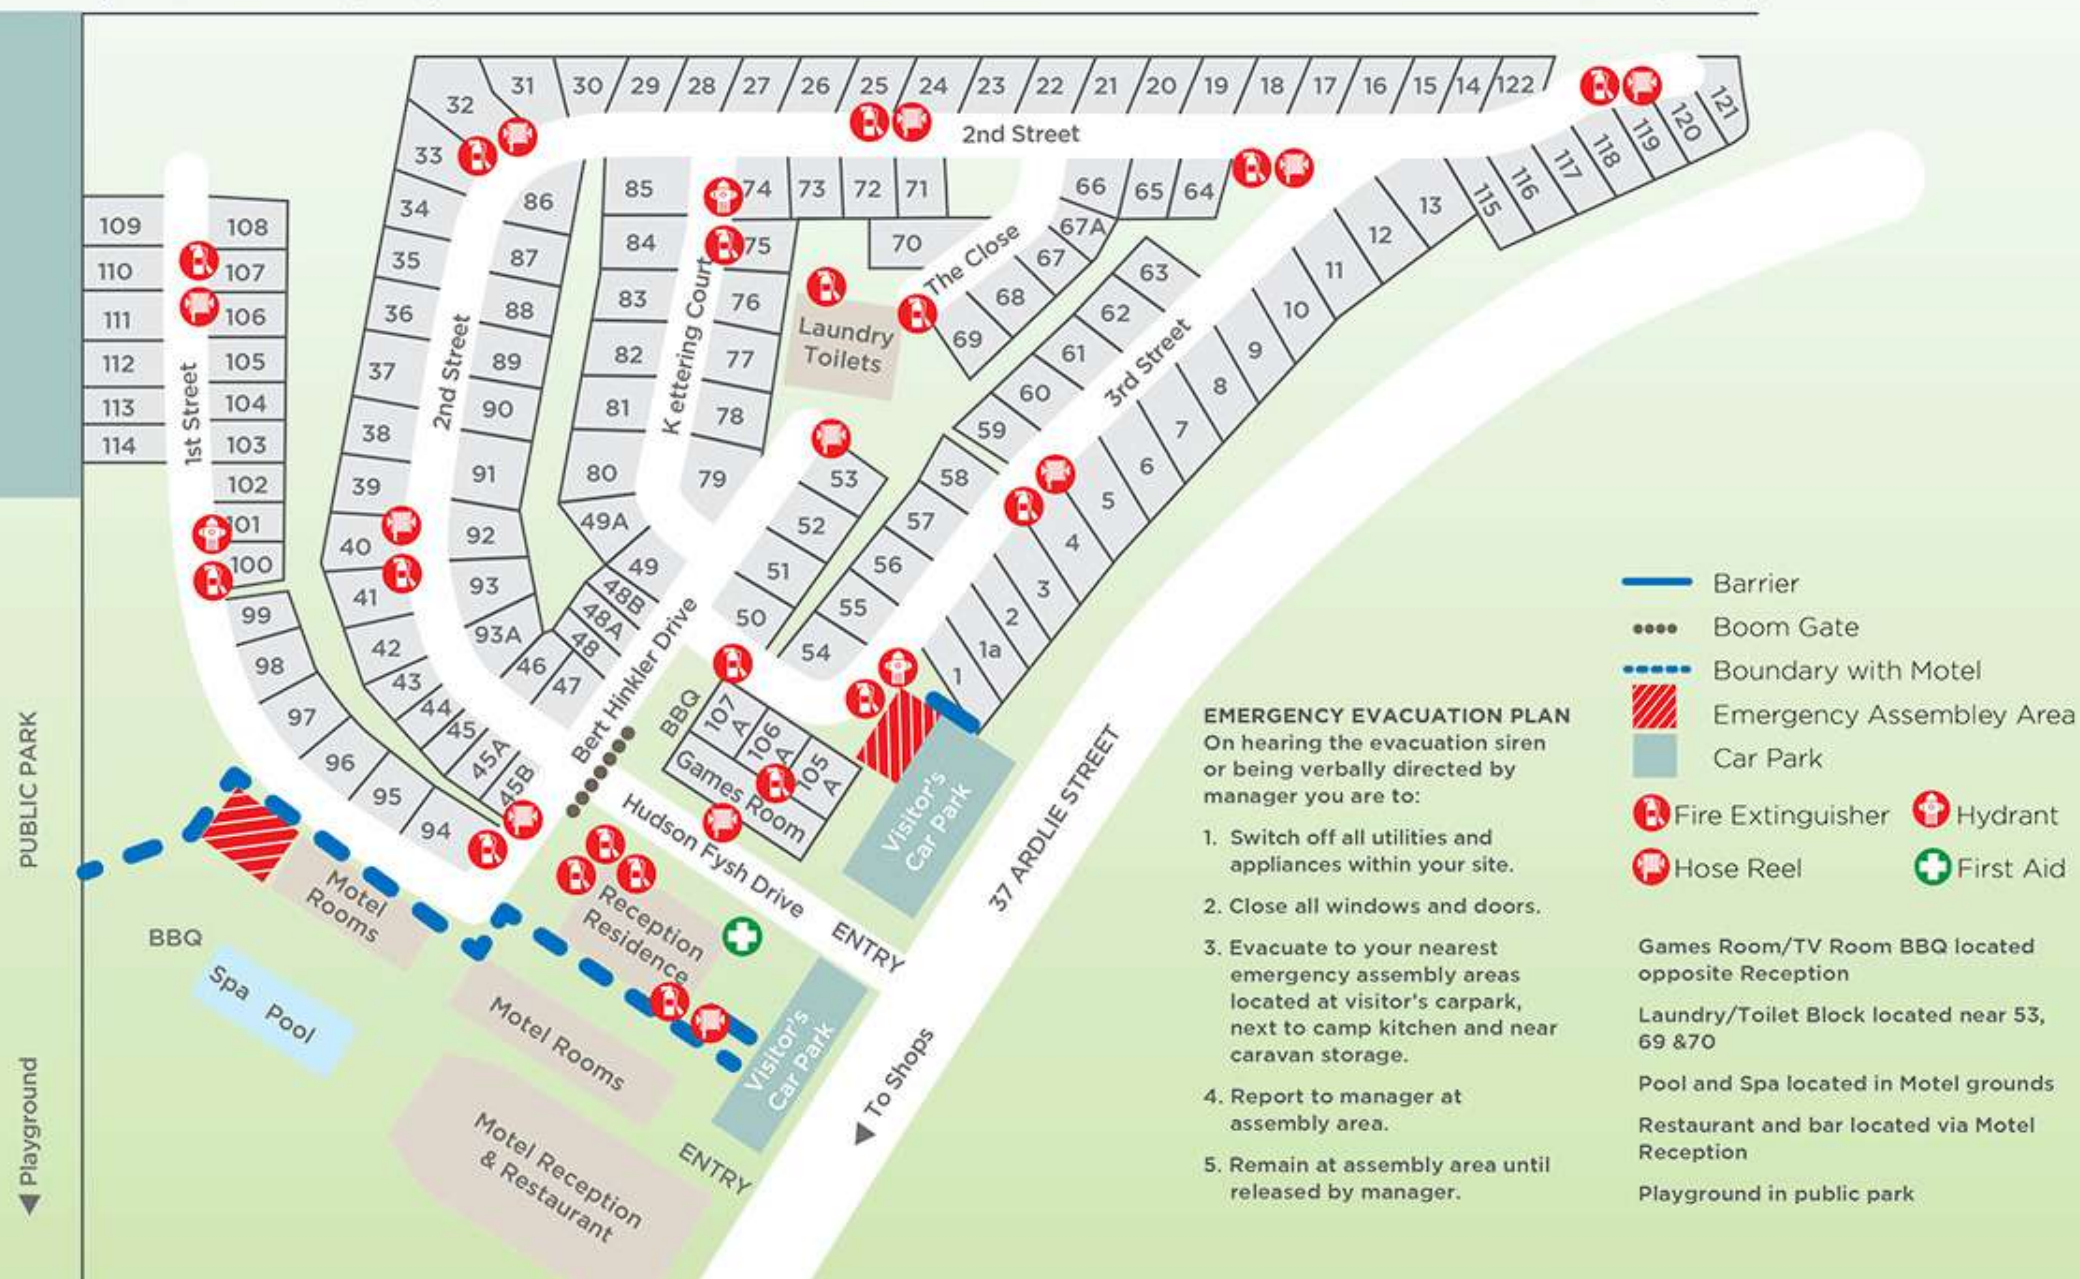 31
30
29
28
27
26
25
24
23
22
21
20
19
18
17
16
15
14
122
121
120
119
118
117
116
115
32
33
34
35
36
37
38
39
40
41
42
43
44
45
45A
45B
2nd Street
2nd Street
86
87
88
89
90
91
92
93
93A
46
47
48
48A
48B
49
49A
80
81
82
83
84
85
K ettering Court
74
73
72
71
75
76
77
78
79
70
The Close
66
65
64
67A
67
68
69
Laundry
Toilets
63
62
61
60
59
58
57
56
55
54
3rd Street
13
12
11
10
9
8
7
6
5
4
3
2
1a
1
53
52
51
50
109
110
111
112
113
114
1st Street
108
107
106
105
104
103
102
101
100
99
98
97
96
95
94
Bert Hinkler Drive
BBQ
107
A
106
A
105
A
Games Room
Hudson Fysh Drive
ENTRY
Visitor's
Car Park
37 ARDLIE STREET
To Shops
Reception
Residence
Motel
Rooms
BBQ
Spa Pool
Motel Rooms
Visitor's
Car Park
Motel Reception
& Restaurant
ENTRY
PUBLIC PARK
Playground
EMERGENCY EVACUATION PLAN
On hearing the evacuation siren
or being verbally directed by
manager you are to:
1. Switch off all utilities and
appliances within your site.
2. Close all windows and doors.
3. Evacuate to your nearest
emergency assembly areas
located at visitor's carpark,
next to camp kitchen and near
caravan storage.
4. Report to manager at
assembly area.
5. Remain at assembly area until
released by manager.
Barrier
Boom Gate
Boundary with Motel
Emergency Assembley Area
Car Park
Fire Extinguisher
Hydrant
Hose Reel
First Aid
Games Room/TV Room BBQ located
opposite Reception
Laundry/Toilet Block located near 53,
69 &70
Pool and Spa located in Motel grounds
Restaurant and bar located via Motel
Reception
Playground in public park